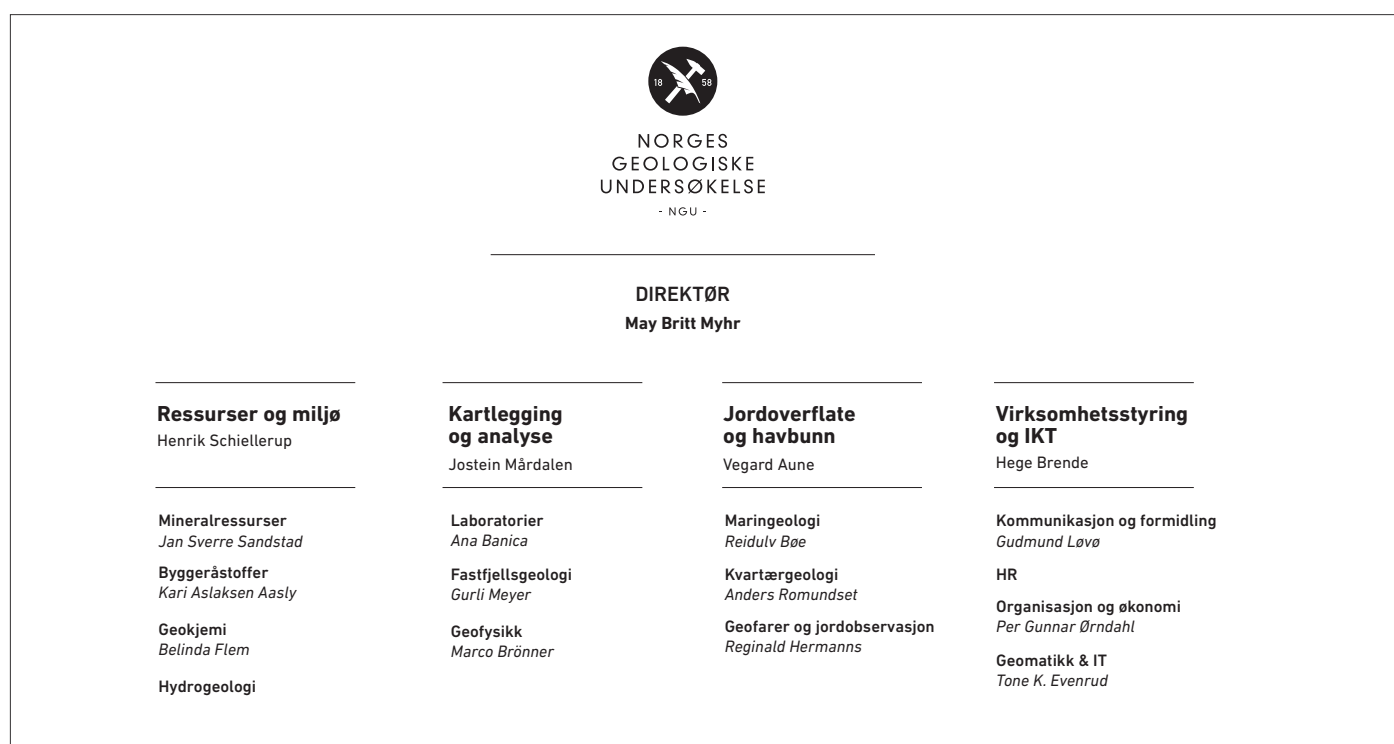 18 58
NORGES
GEOLOGISKE
UNDERSØKELSE
- NGU -
DIREKTØR
May Britt Myhr
Ressurser og miljø
Henrik Schiellerup
Mineralressurser
Jan Sverre Sandstad
Byggeråstoffer
Kari Aslaksen Aasly
Geokjemi
Belinda Flem
Hydrogeologi
Kartlegging
og analyse
Jostein Mårdalen
Laboratorier
Ana Banica
Fastfjellsgeologi
Gurli Meyer
Geofysikk
Marco Brönner
Jordoverflate
og havbunn
Vegard Aune
Maringeologi
Reidulv Bøe
Kvartærgeologi
Anders Romundset
Geofarer og jordobservasjon
Reginald Hermanns
Virksomhetsstyring
og IKT
Hege Brende
Kommunikasjon og formidling
Gudmund Løvø
HR
Organisasjon og økonomi
Per Gunnar Ørndahl
Geomatikk & IT
Tone K. Evenrud